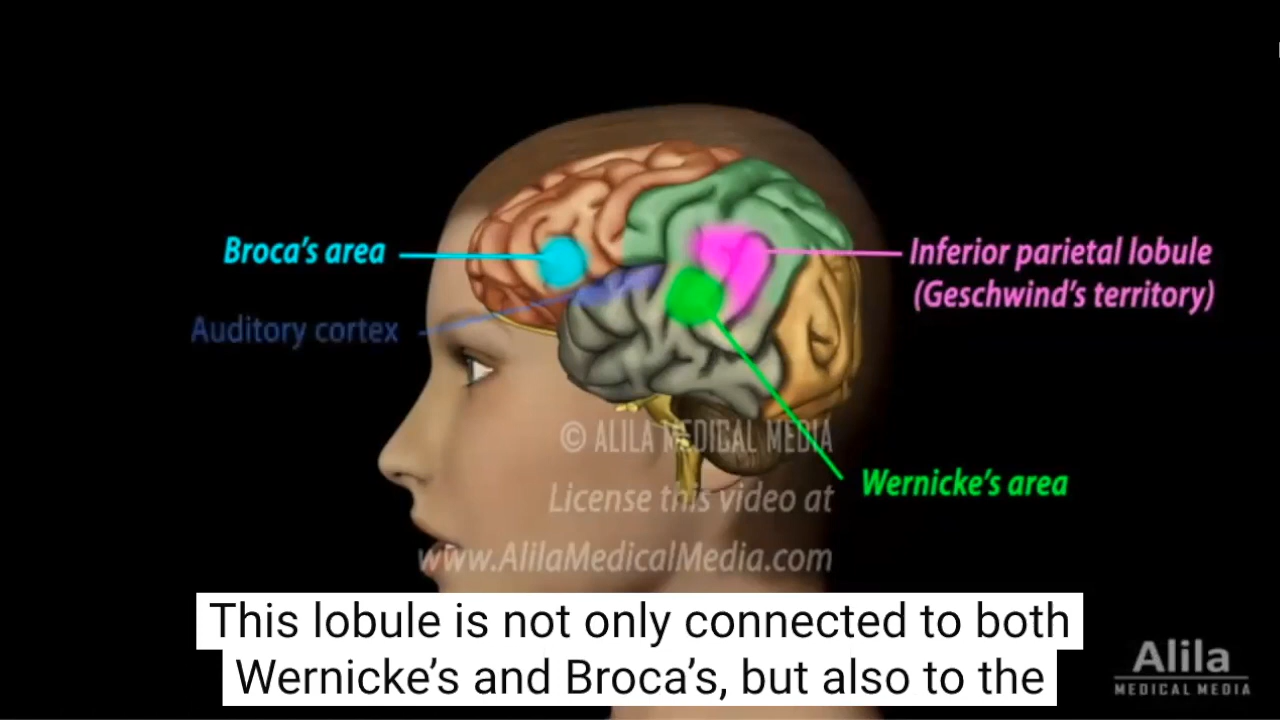 Broca's area
Auditory cortex
Inferior parietal lobule
(Geschwind's territory)
© ALILA MEDICAL MEDIA
License this video at
www.AlilaMedicalMedia.com
Wernicke's area
This lobule is not only connected to both
Wernicke's and Broca's, but also to the
Alila
MEDICAL MEDIA